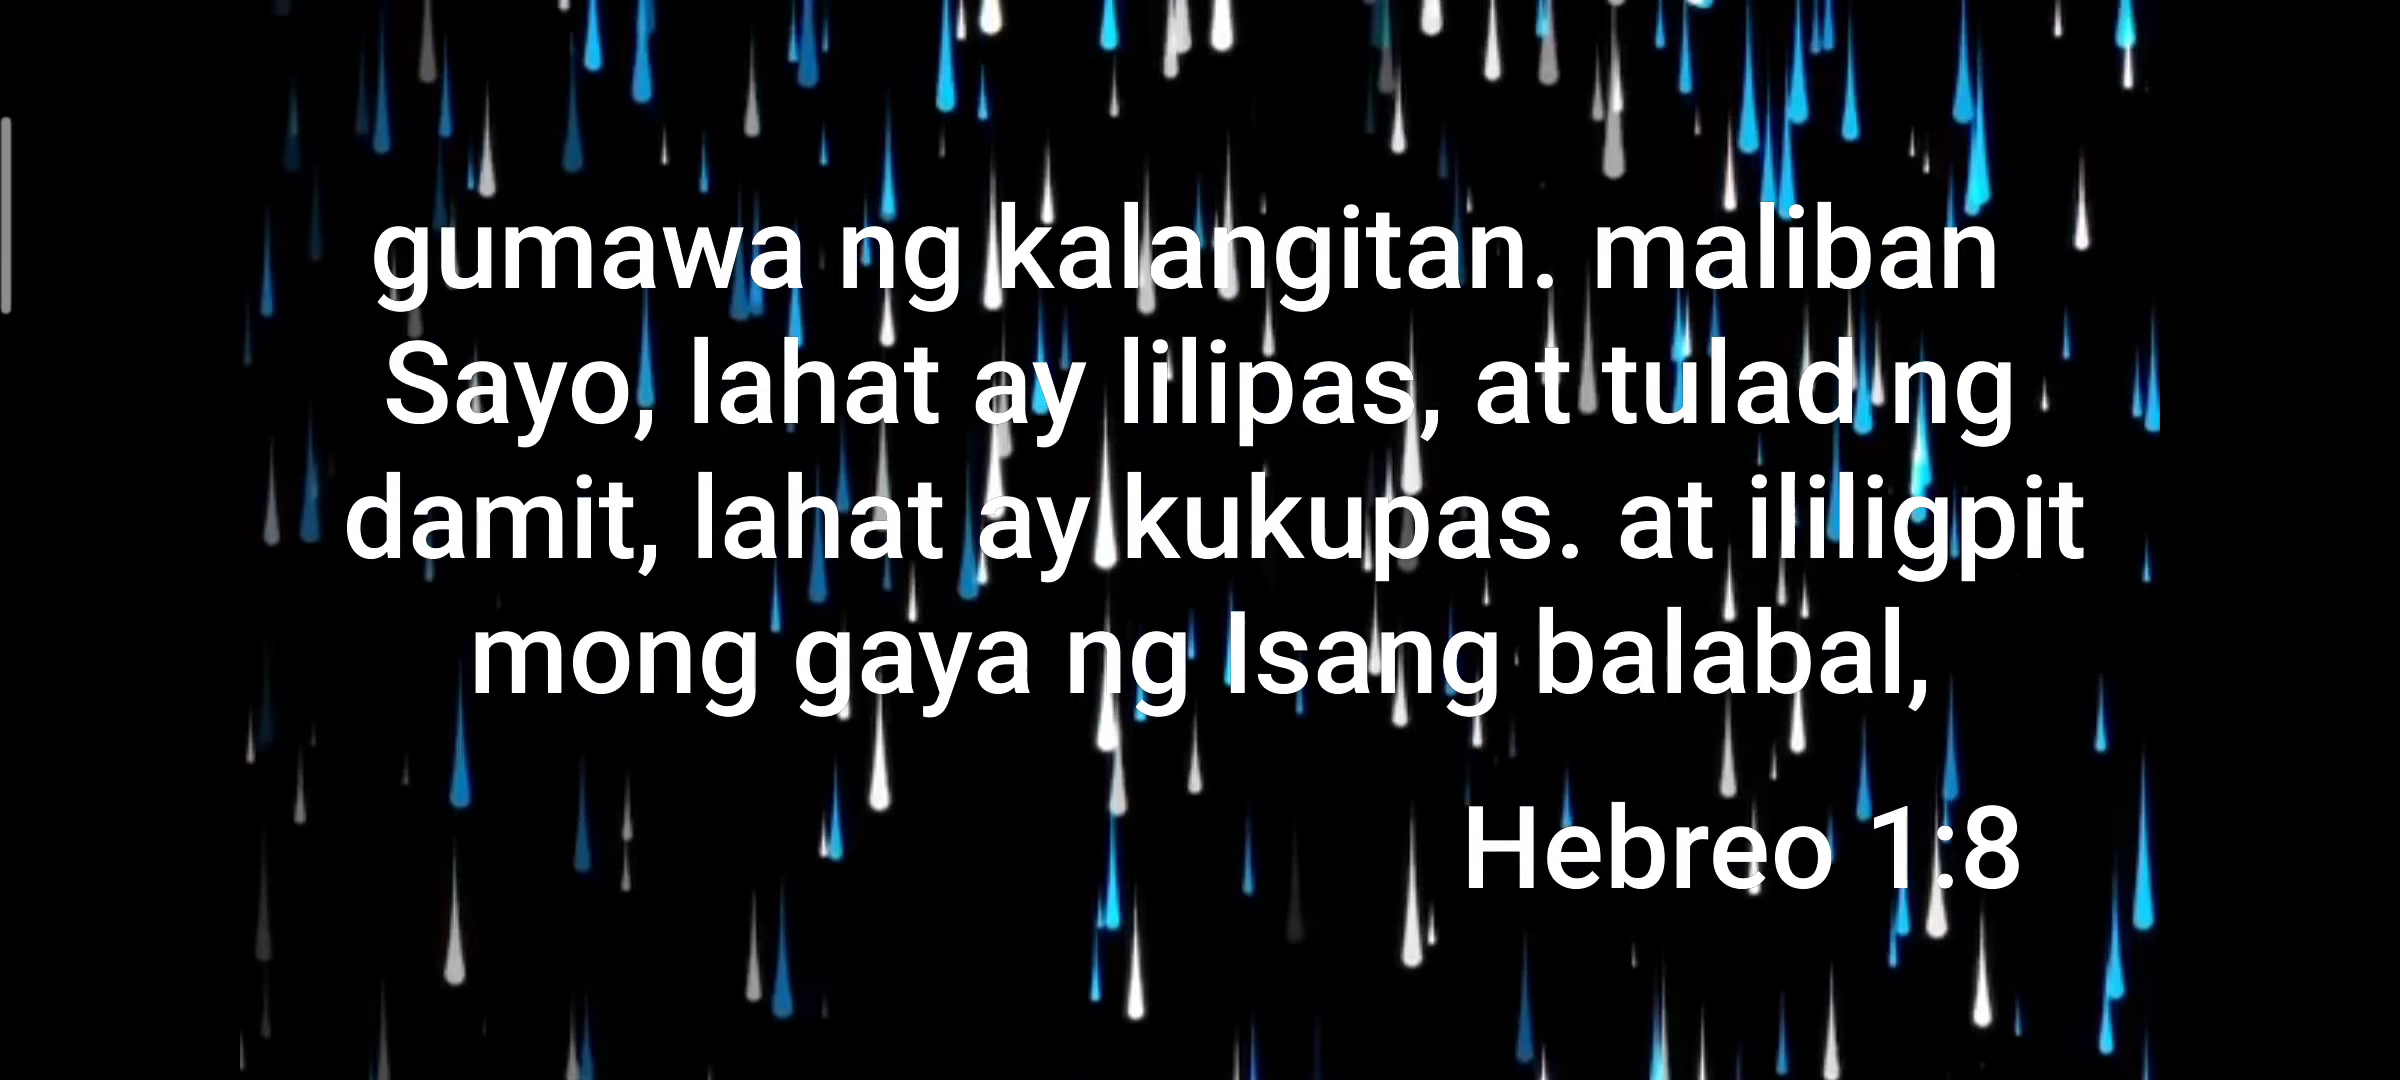 gumawa ng kalangitan. maliban
Sayo, lahat ay lilipas, at tulad ng
damit, lahat ay kukupas. at ililigpit
mong gaya ng Isang balabal,
Hebreo 1:8